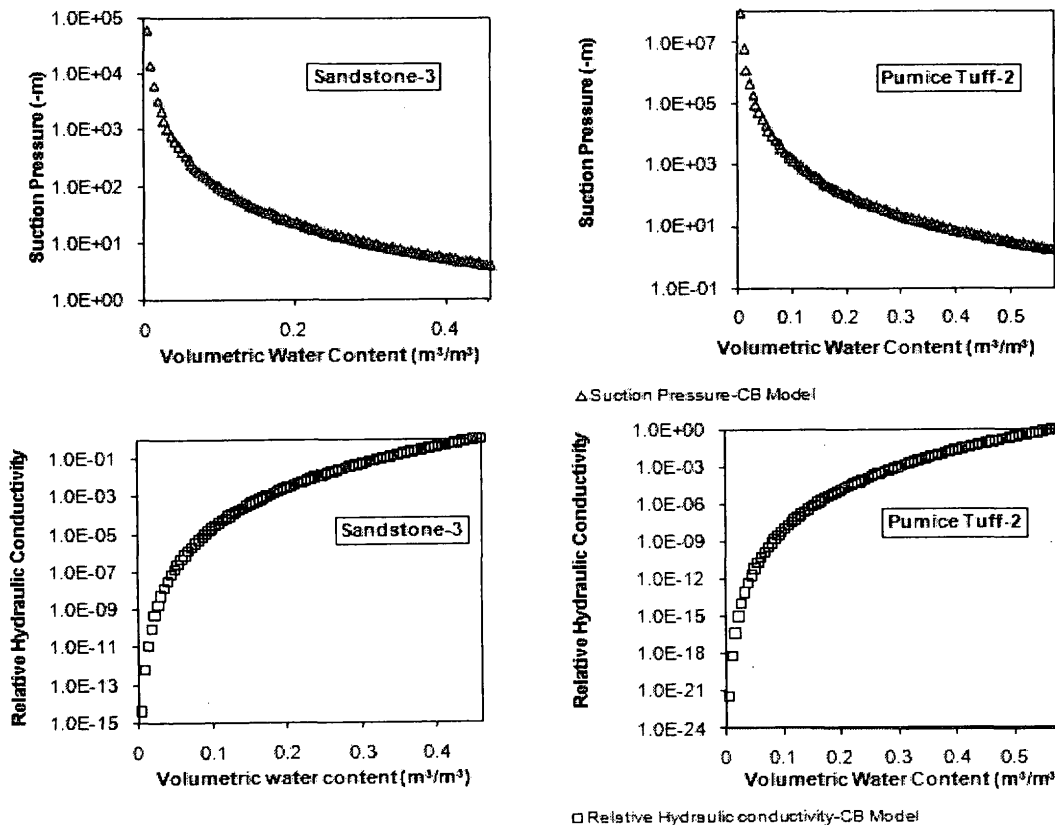 1.0E+05
1.0E+04
1.0E+03
1.0E+02
1.0E+01
1.0E+00
Suction Pressure (-m)
Sandstone-3
0 0.2 0.4
Volumetric Water Content (m³/m³)
1.0E+07
1.0E+05
1.0E+03
1.0E+01
1.0E-01
Suction Pressure (-m)
Pumice Tuff-2
0 0.1 0.2 0.3 0.4 0.5
Volumetric Water Content (m³/m³)
△ Suction Pressure-CB Model
1.0E-01
1.0E-03
1.0E-05
1.0E-07
1.0E-09
1.0E-11
1.0E-13
1.0E-15
Relative Hydraulic Conductivity
Sandstone-3
0 0.1 0.2 0.3 0.4
Volumetric water content (m³/m³)
1.0E+00
1.0E-03
1.0E-06
1.0E-09
1.0E-12
1.0E-15
1.0E-18
1.0E-21
1.0E-24
Relative Hydraulic Conductivity
Pumice Tuff-2
0 0.1 0.2 0.3 0.4 0.5
Volumetric Water Content (m³/m³)
□ Relative Hydraulic conductivity-CB Model